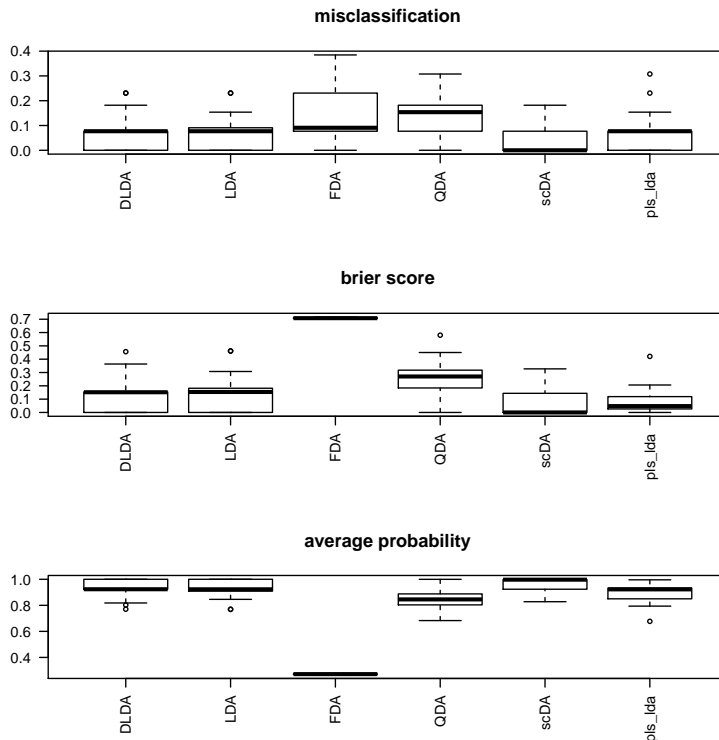 misclassification
0.4
0.3
0.2
0.1
0.0
DLDA
LDA
FDA
QDA
scDA
pls_lda
brier score
0.7
0.6
0.5
0.4
0.3
0.2
0.1
0.0
DLDA
LDA
FDA
QDA
scDA
pls_lda
average probability
1.0
0.8
0.6
0.4
DLDA
LDA
FDA
QDA
scDA
pls_lda